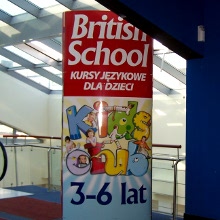 British
School
KURSY JĘZYKOWE
DLA DZIECI
Kids
Club
3-6 lat